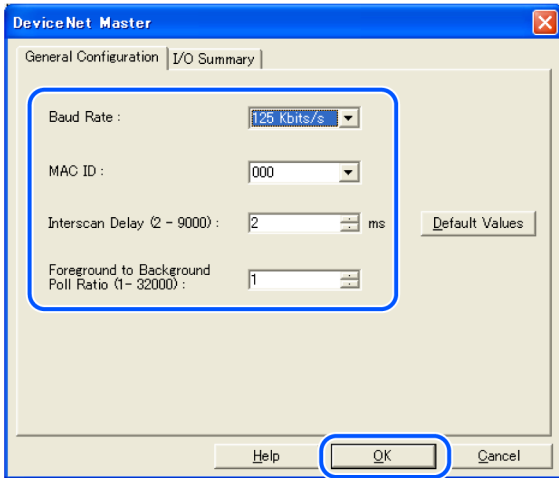 DeviceNet Master
General Configuration I/O Summary
Baud Rate : 125 Kbits/s
MAC ID : 000
Interscan Delay (2 - 9000) : 2 ms Default Values
Foreground to Background
Poll Ratio (1- 32000) : 1
Help OK Cancel